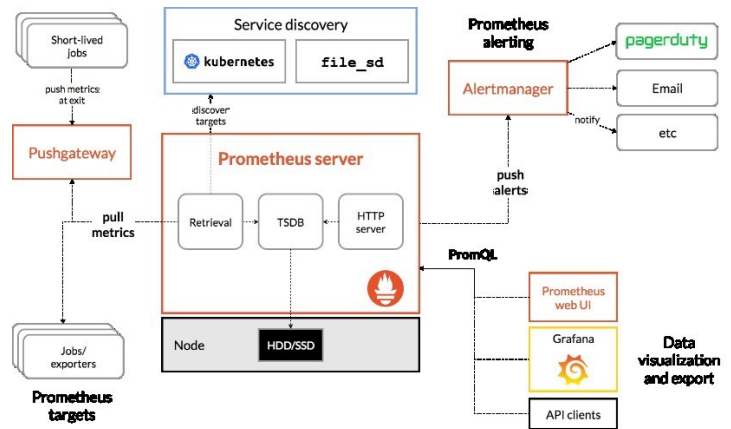 Short-lived
jobs
push metrics
at exit
Pushgateway
Service discovery
kubernetes
file_sd
discover
targets
Prometheus
alerting
Alertmanager
pagerduty
Email
notify
etc
Prometheus server
Retrieval
TSDB
HTTP
server
pull
metrics
push
alerts
PromQL
Node
HDD/SSD
Jobs/
exporters
Prometheus
targets
Prometheus
web UI
Grafana
API clients
Data
visualization
and export